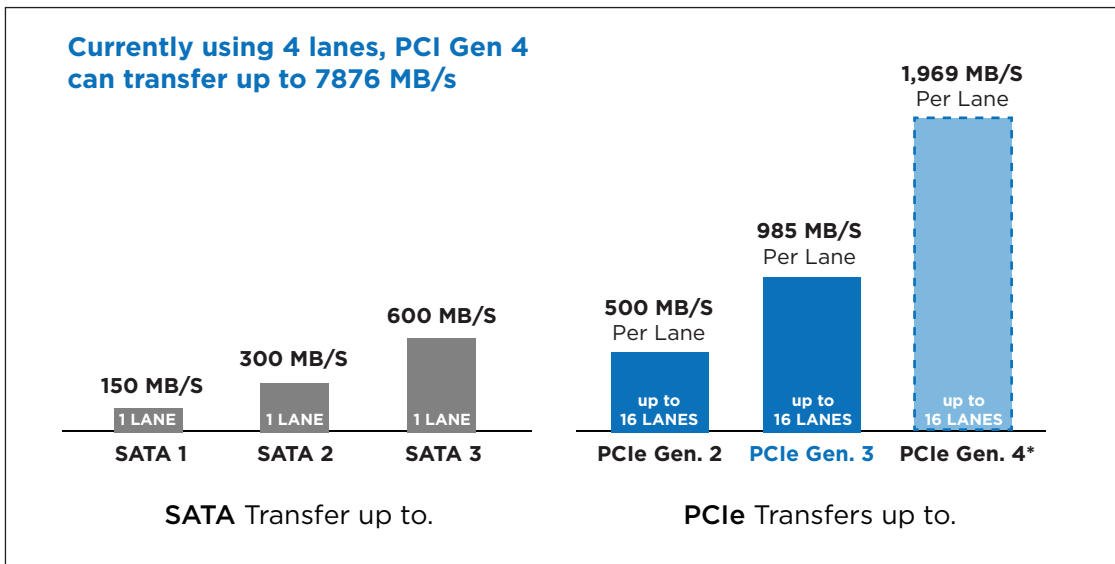 Currently using 4 lanes, PCI Gen 4
can transfer up to 7876 MB/s
150 MB/S
1 LANE
SATA 1
300 MB/S
1 LANE
SATA 2
600 MB/S
1 LANE
SATA 3
SATA Transfer up to.
500 MB/S
Per Lane
up to
16 LANES
PCIe Gen. 2
985 MB/S
Per Lane
up to
16 LANES
PCIe Gen. 3
1,969 MB/S
Per Lane
up to
16 LANES
PCIe Gen. 4*
PCIe Transfers up to.